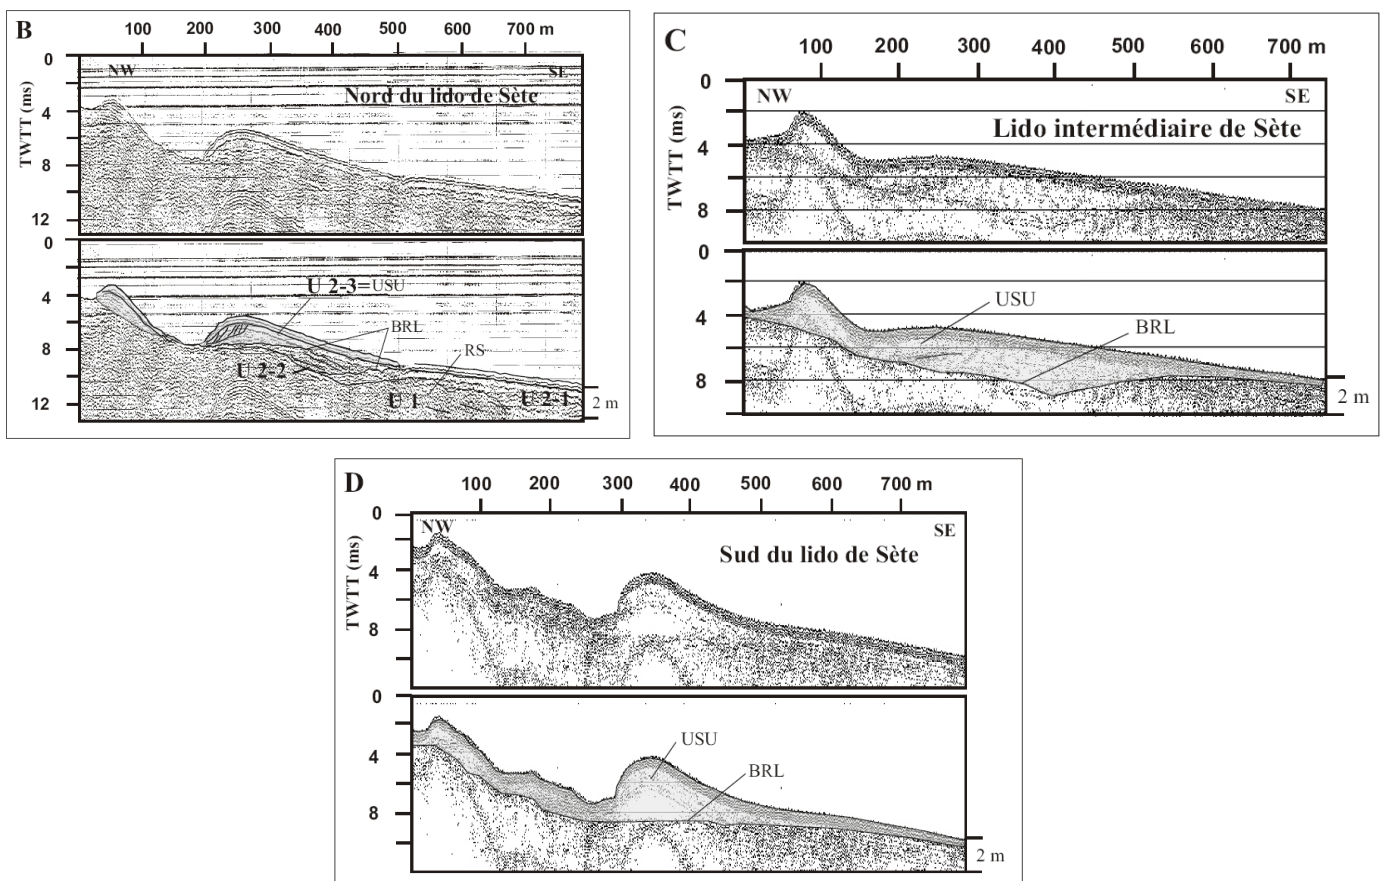 B
100 200 300 400 500 600 700 m
0
4
8
12
TWTT (ms)
NW
SE
Nord du lido de Sète
0
4
8
12
U 2-3=USU
BRL
RS
U 2-2
U 1
U 2-1
2 m
C
100 200 300 400 500 600 700 m
0
4
8
TWTT (ms)
NW
SE
Lido intermédiaire de Sète
0
4
8
USU
BRL
2 m
D
100 200 300 400 500 600 700 m
0
4
8
TWTT (ms)
NW
SE
Sud du lido de Sète
0
4
8
USU
BRL
2 m